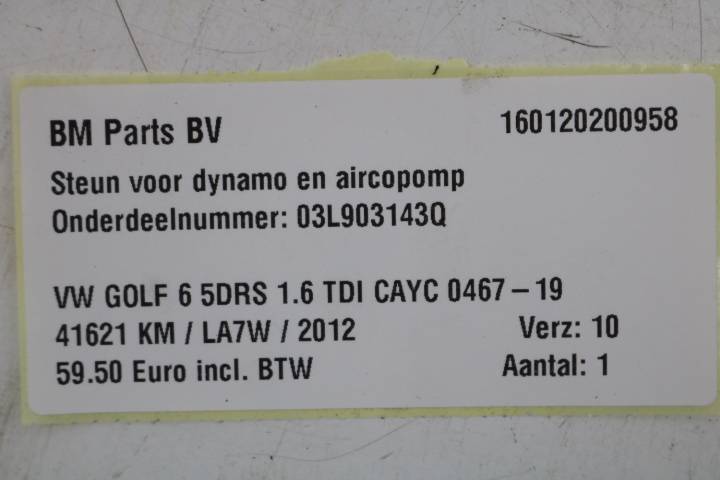 BM Parts BV 160120200958
Steun voor dynamo en aircopomp
Onderdeelnummer: 03L903143Q
VW GOLF 6 5DRS 1.6 TDI CAYC 0467 – 19
41621 KM / LA7W / 2012 Verz: 10
59.50 Euro incl. BTW Aantal: 1